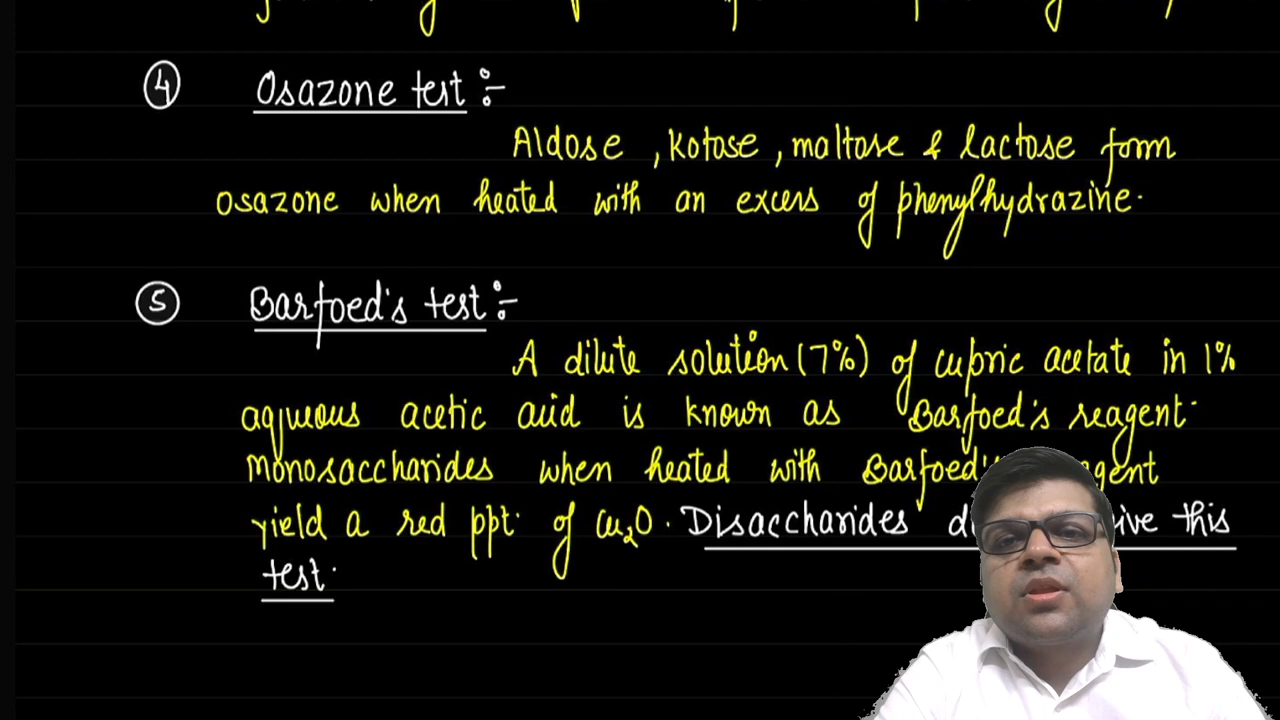 ④ Osazone test :-
Aldose , Kotose , maltose & lactose form
osazone when heated with an excess of phenylhydrazine.
⑤ Barfoed's test :-
A dilute solution (7%) of cupric acetate in 1%
aqueous acetic acid is known as Barfoed's reagent.
Monosaccharides when heated with
yield a red ppt. of Cu₂O. Disaccharides this
test.